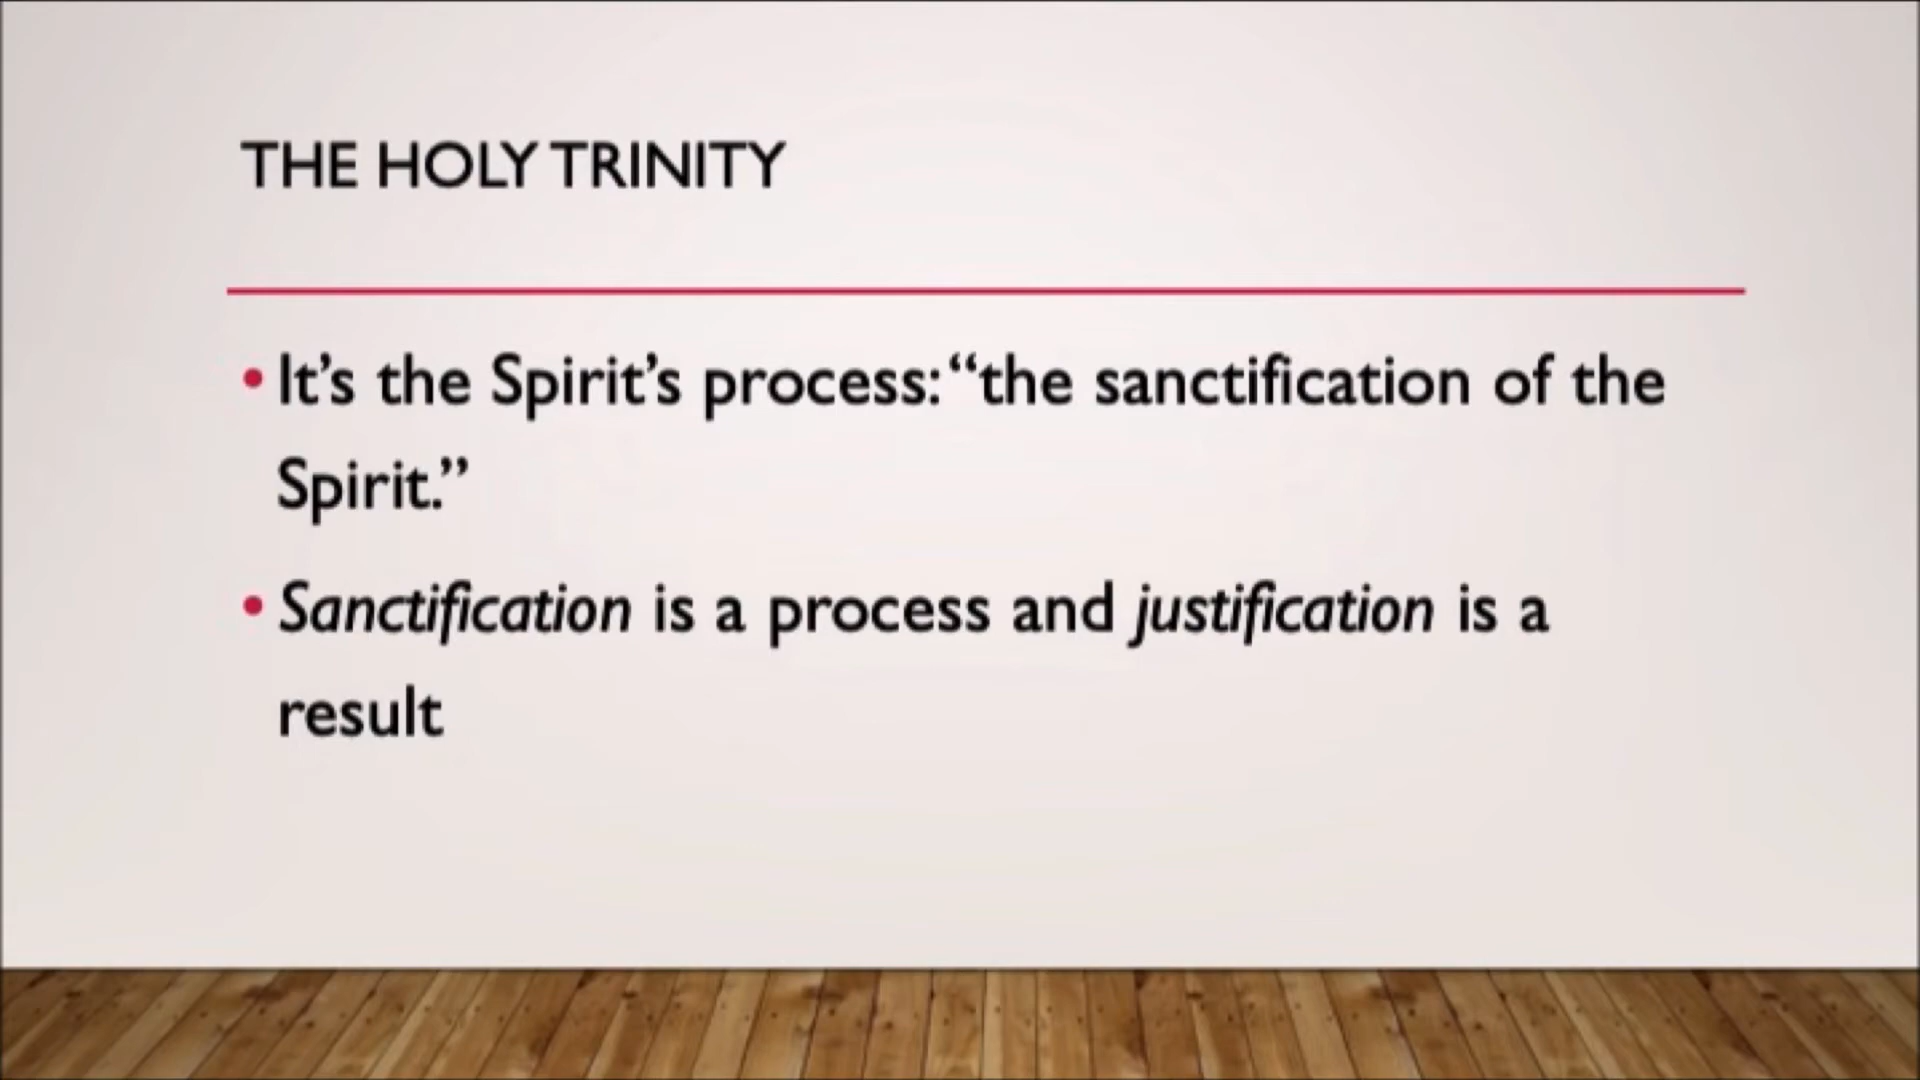 THE HOLY TRINITY
• It’s the Spirit’s process: “the sanctification of the
Spirit.”
• Sanctification is a process and justification is a
result